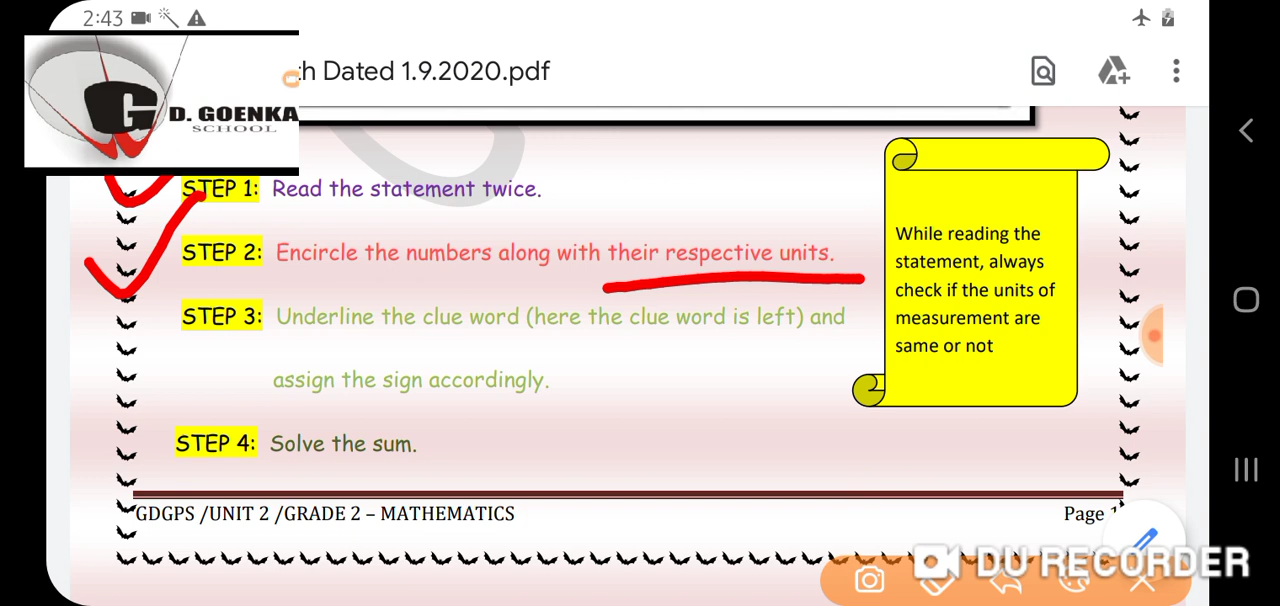 2:43
th Dated 1.9.2020.pdf
G
D. GOENKA
SCHOOL
STEP 1: Read the statement twice.
STEP 2: Encircle the numbers along with their respective units.
STEP 3: Underline the clue word (here the clue word is left) and
assign the sign accordingly.
STEP 4: Solve the sum.
While reading the
statement, always
check if the units of
measurement are
same or not
GDGPS /UNIT 2 /GRADE 2 – MATHEMATICS
Page 1
DU RECORDER